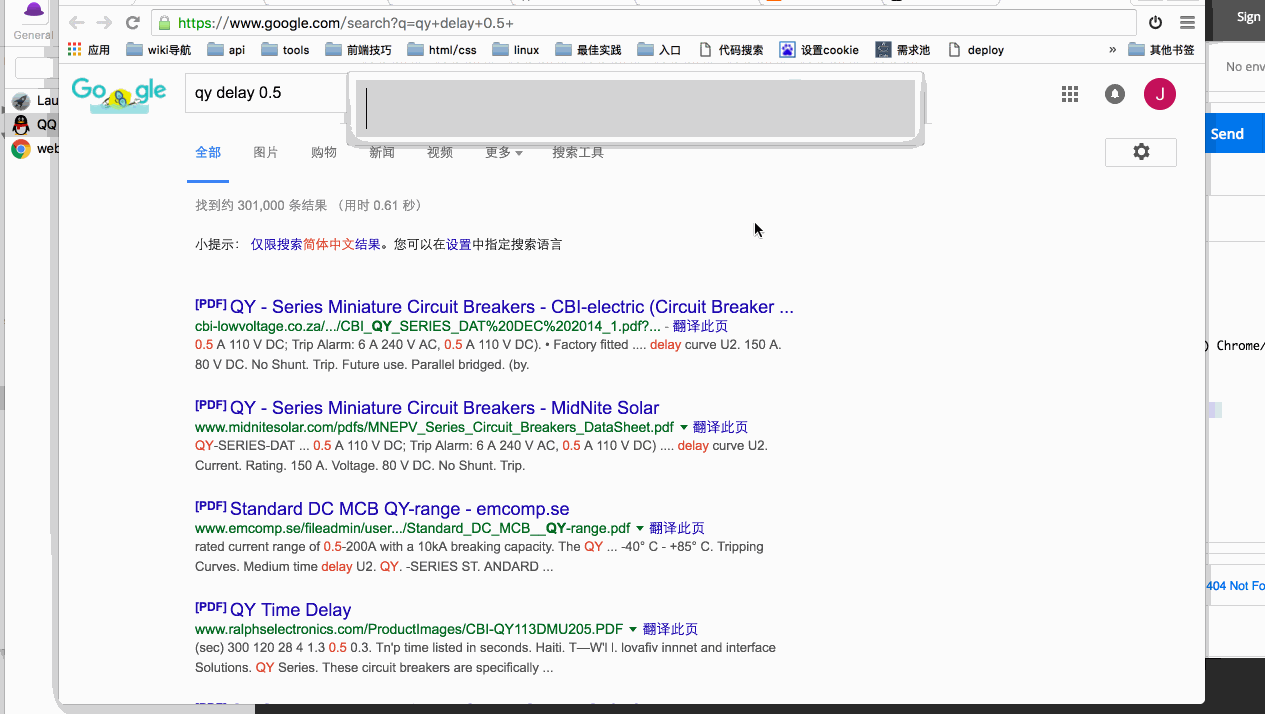 General
Lau
QQ
web
https://www.google.com/search?q=qy+delay+0.5+
应用 wiki导航 api tools 前端技巧 html/css linux 最佳实践 入口 代码搜索 设置cookie 需求池 deploy » 其他书签
Google
qy delay 0.5
J
全部 图片 购物 新闻 视频 更多 搜索工具
找到约 301,000 条结果 （用时 0.61 秒）
小提示： 仅限搜索简体中文结果。您可以在设置中指定搜索语言
[PDF] QY - Series Miniature Circuit Breakers - CBI-electric (Circuit Breaker ...
cbi-lowvoltage.co.za/.../CBI_QY_SERIES_DAT%20DEC%202014_1.pdf?... - 翻译此页
0.5 A 110 V DC; Trip Alarm: 6 A 240 V AC, 0.5 A 110 V DC). • Factory fitted .... delay curve U2. 150 A.
80 V DC. No Shunt. Trip. Future use. Parallel bridged. (by.
[PDF] QY - Series Miniature Circuit Breakers - MidNite Solar
www.midnitesolar.com/pdfs/MNEPV_Series_Circuit_Breakers_DataSheet.pdf 翻译此页
QY-SERIES-DAT ... 0.5 A 110 V DC; Trip Alarm: 6 A 240 V AC, 0.5 A 110 V DC) .... delay curve U2.
Current. Rating. 150 A. Voltage. 80 V DC. No Shunt. Trip.
[PDF] Standard DC MCB QY-range - emcomp.se
www.emcomp.se/fileadmin/user.../Standard_DC_MCB__QY-range.pdf 翻译此页
rated current range of 0.5-200A with a 10kA breaking capacity. The QY ... -40° C - +85° C. Tripping
Curves. Medium time delay U2. QY. -SERIES ST. ANDARD ...
[PDF] QY Time Delay
www.ralphselectronics.com/ProductImages/CBI-QY113DMU205.PDF 翻译此页
(sec) 300 120 28 4 1.3 0.5 0.3. Tn'p time listed in seconds. Haiti. T—W'l l. lovafiv innnet and interface
Solutions. QY Series. These circuit breakers are specifically ...
Sign
No env
Send
) Chrome/
404 Not Fo